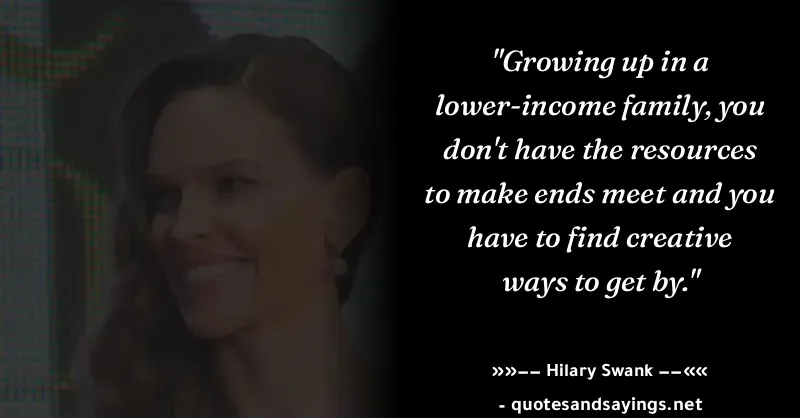 "Growing up in a
lower-income family, you
don't have the resources
to make ends meet and you
have to find creative
ways to get by."
»»–– Hilary Swank ––««
- quotesandsayings.net